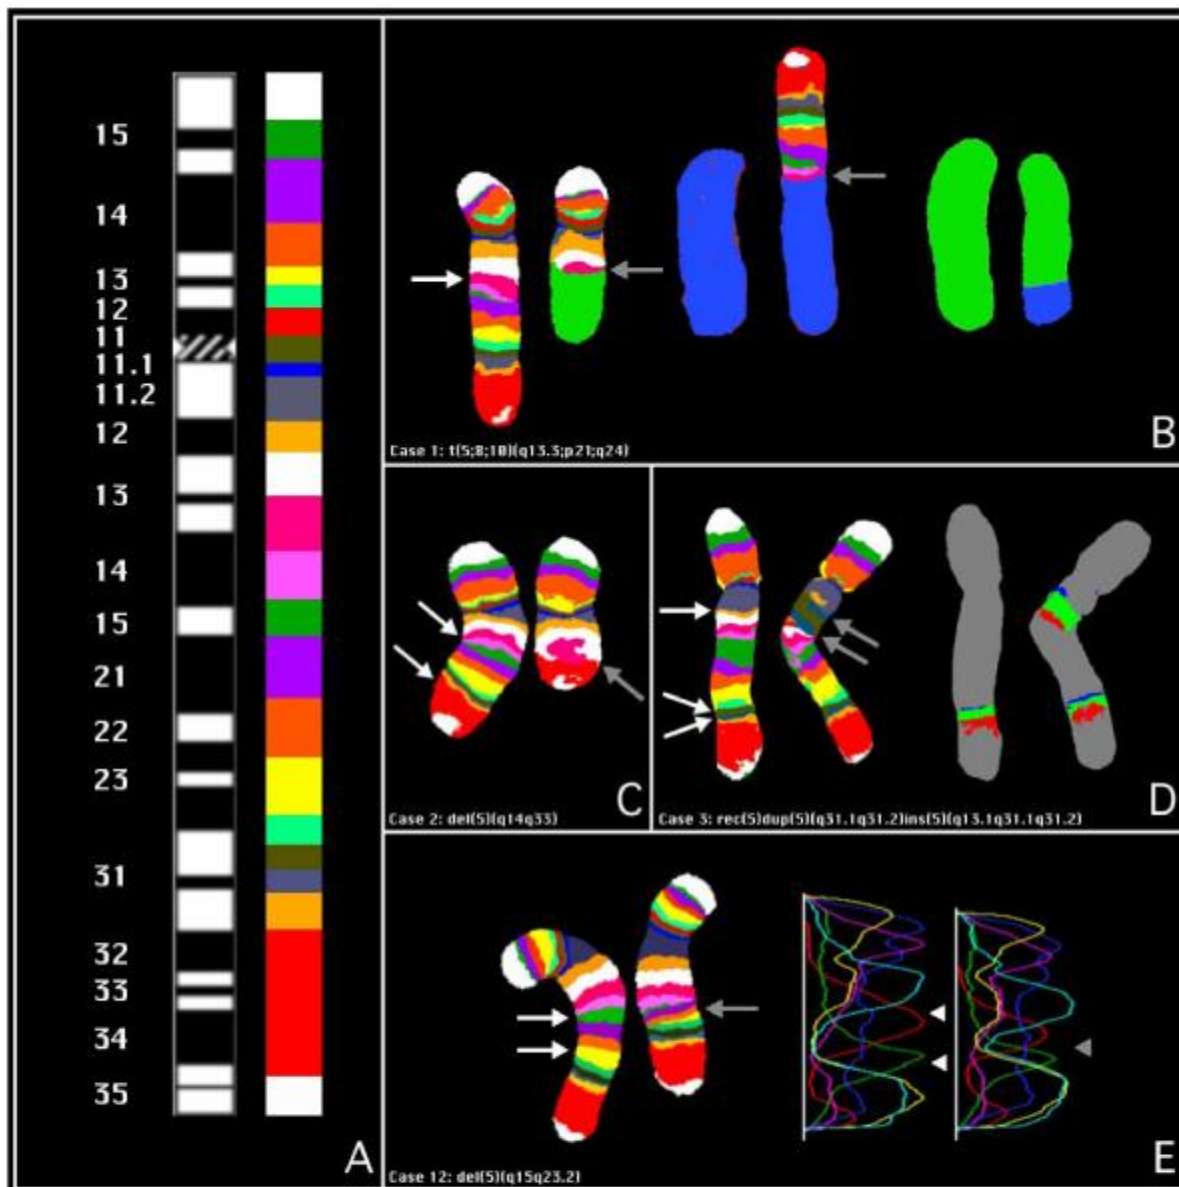 15
14
13
12
11
11.1
11.2
12
13
14
15
21
22
23
31
32
33
34
35
A
Case 1: t(5;8;10)(q13.3;p21;q24)
B
Case 2: del(5)(q14q33)
C
Case 3: rec(5)dup(5)(q31.1q31.2)ins(5)(q13.1q31.1q31.2)
D
Case 12: del(5)(q15q23.2)
E